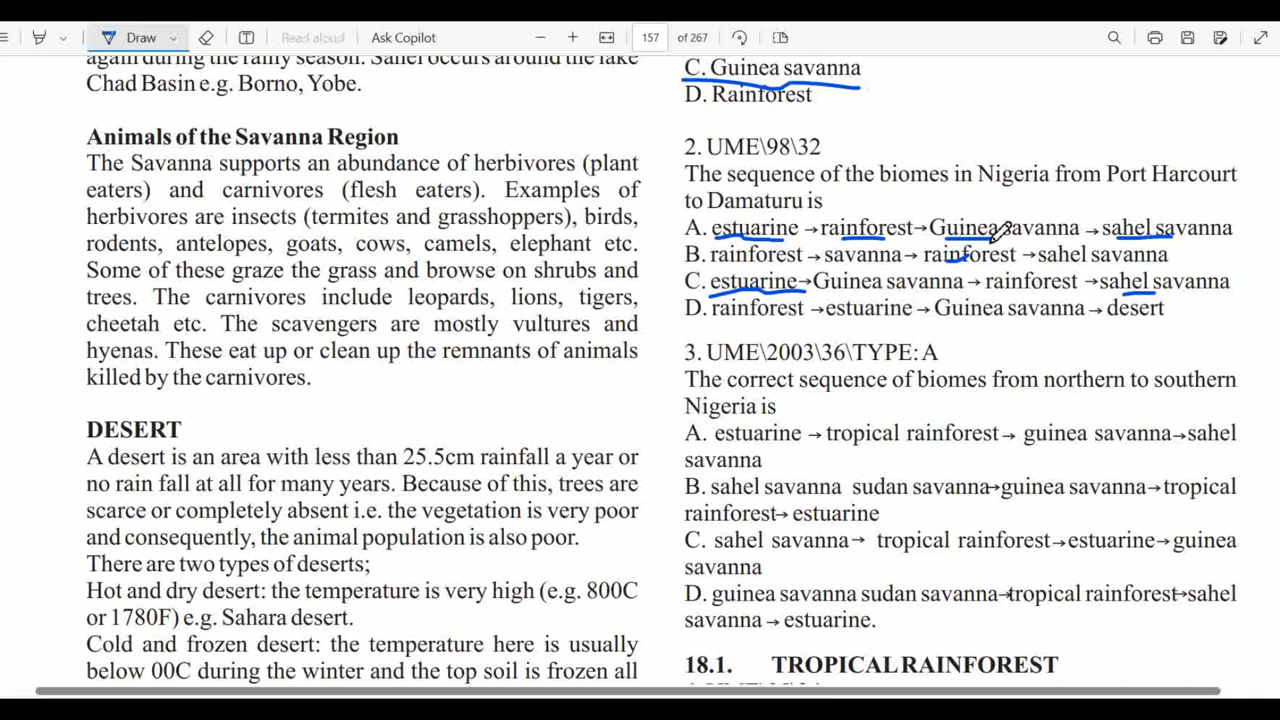 Draw
Read aloud
Ask Copilot
157
of 267
again during the rainy season. Sahel occurs around the lake
Chad Basin e.g. Borno, Yobe.
Animals of the Savanna Region
The Savanna supports an abundance of herbivores (plant
eaters) and carnivores (flesh eaters). Examples of
herbivores are insects (termites and grasshoppers), birds,
rodents, antelopes, goats, cows, camels, elephant etc.
Some of these graze the grass and browse on shrubs and
trees. The carnivores include leopards, lions, tigers,
cheetah etc. The scavengers are mostly vultures and
hyenas. These eat up or clean up the remnants of animals
killed by the carnivores.
DESERT
A desert is an area with less than 25.5cm rainfall a year or
no rain fall at all for many years. Because of this, trees are
scarce or completely absent i.e. the vegetation is very poor
and consequently, the animal population is also poor.
There are two types of deserts;
Hot and dry desert: the temperature is very high (e.g. 800C
or 1780F) e.g. Sahara desert.
Cold and frozen desert: the temperature here is usually
below 00C during the winter and the top soil is frozen all
C. Guinea savanna
D. Rainforest
2. UME\98\32
The sequence of the biomes in Nigeria from Port Harcourt
to Damaturu is
A. estuarine →rainforest→Guinea savanna →sahel savanna
B. rainforest →savanna→ rainforest →sahel savanna
C. estuarine→Guinea savanna → rainforest →sahel savanna
D. rainforest →estuarine→ Guinea savanna→ desert
3. UME\2003\36\TYPE: A
The correct sequence of biomes from northern to southern
Nigeria is
A. estuarine →tropical rainforest→ guinea savanna→sahel
savanna
B. sahel savanna sudan savanna→guinea savanna→tropical
rainforest→ estuarine
C. sahel savanna→ tropical rainforest→estuarine→guinea
savanna
D. guinea savanna sudan savanna→tropical rainforest→sahel
savanna→ estuarine.
18.1. TROPICAL RAINFOREST